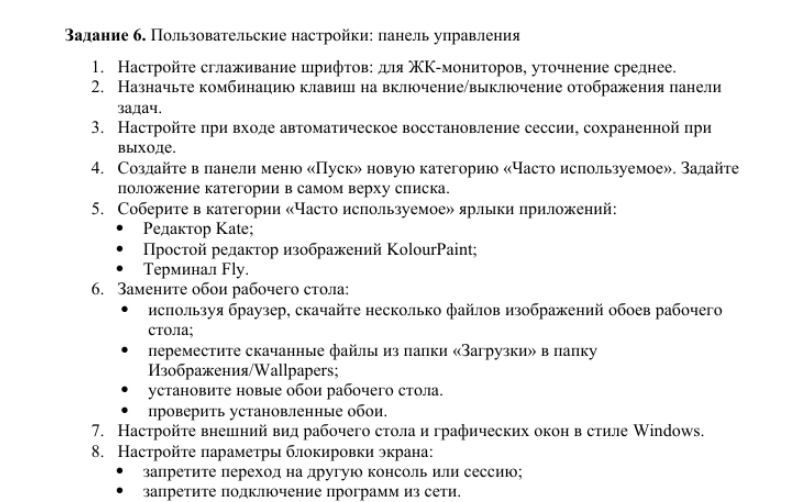 Задание 6. Пользовательские настройки: панель управления
1. Настройте сглаживание шрифтов: для ЖК-мониторов, уточнение среднее.
2. Назначьте комбинацию клавиш на включение/выключение отображения панели
задач.
3. Настройте при входе автоматическое восстановление сессии, сохраненной при
выходе.
4. Создайте в панели меню «Пуск» новую категорию «Часто используемое». Задайте
положение категории в самом верху списка.
5. Соберите в категории «Часто используемое» ярлыки приложений:
• Редактор Kate;
• Простой редактор изображений KolourPaint;
• Терминал Fly.
6. Замените обои рабочего стола:
• используя браузер, скачайте несколько файлов изображений обоев рабочего
стола;
• переместите скачанные файлы из папки «Загрузки» в папку
Изображения/Wallpapers;
• установите новые обои рабочего стола.
• проверить установленные обои.
7. Настройте внешний вид рабочего стола и графических окон в стиле Windows.
8. Настройте параметры блокировки экрана:
• запретите переход на другую консоль или сессию;
• запретите подключение программ из сети.